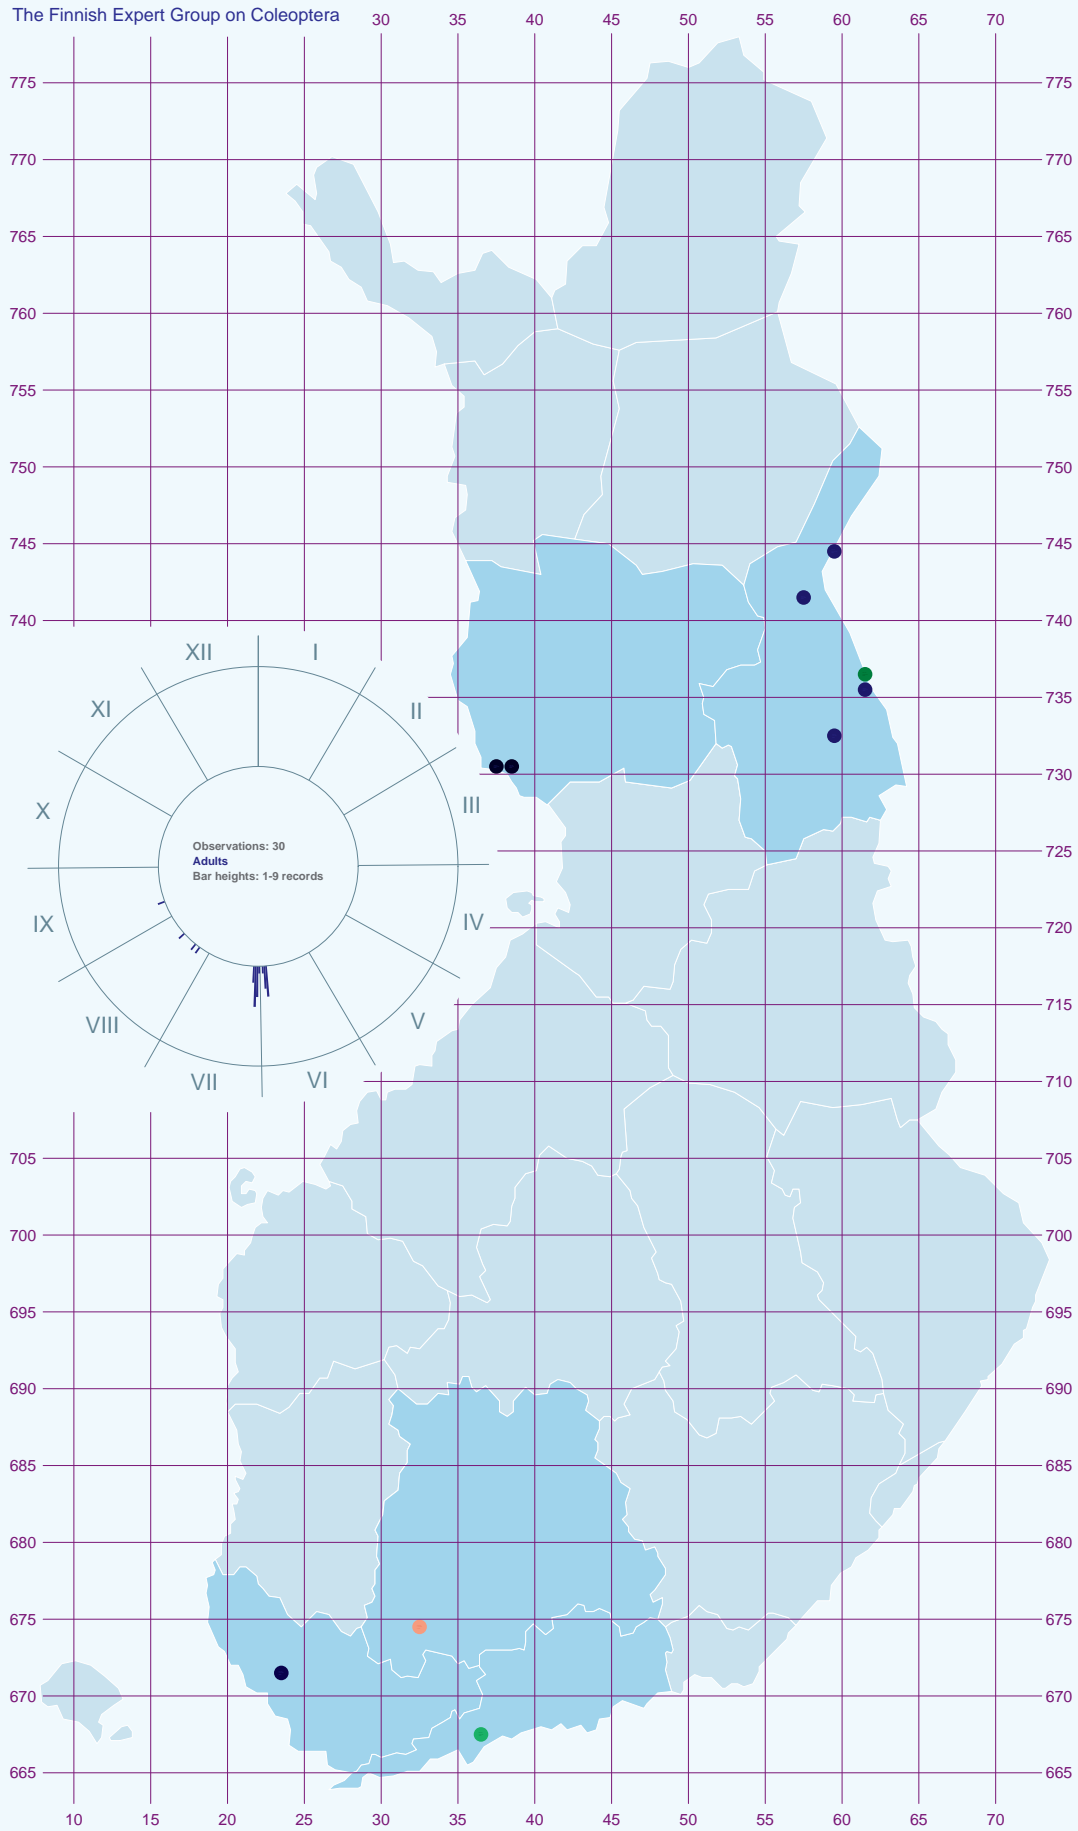 The Finnish Expert Group on Coleoptera 30 35 40 45 50 55 60 65 70
775 775
770 770
765 765
760 760
755 755
750 750
745 745
740 740
XII I
XI II
735
X III
730
Observations: 30
Adults
Bar heights: 1-9 records
725
IX IV
720
715
VIII V
VII VI
710
705 705
700 700
695 695
690 690
685 685
680 680
675 675
670 670
665 665
10 15 20 25 30 35 40 45 50 55 60 65 70